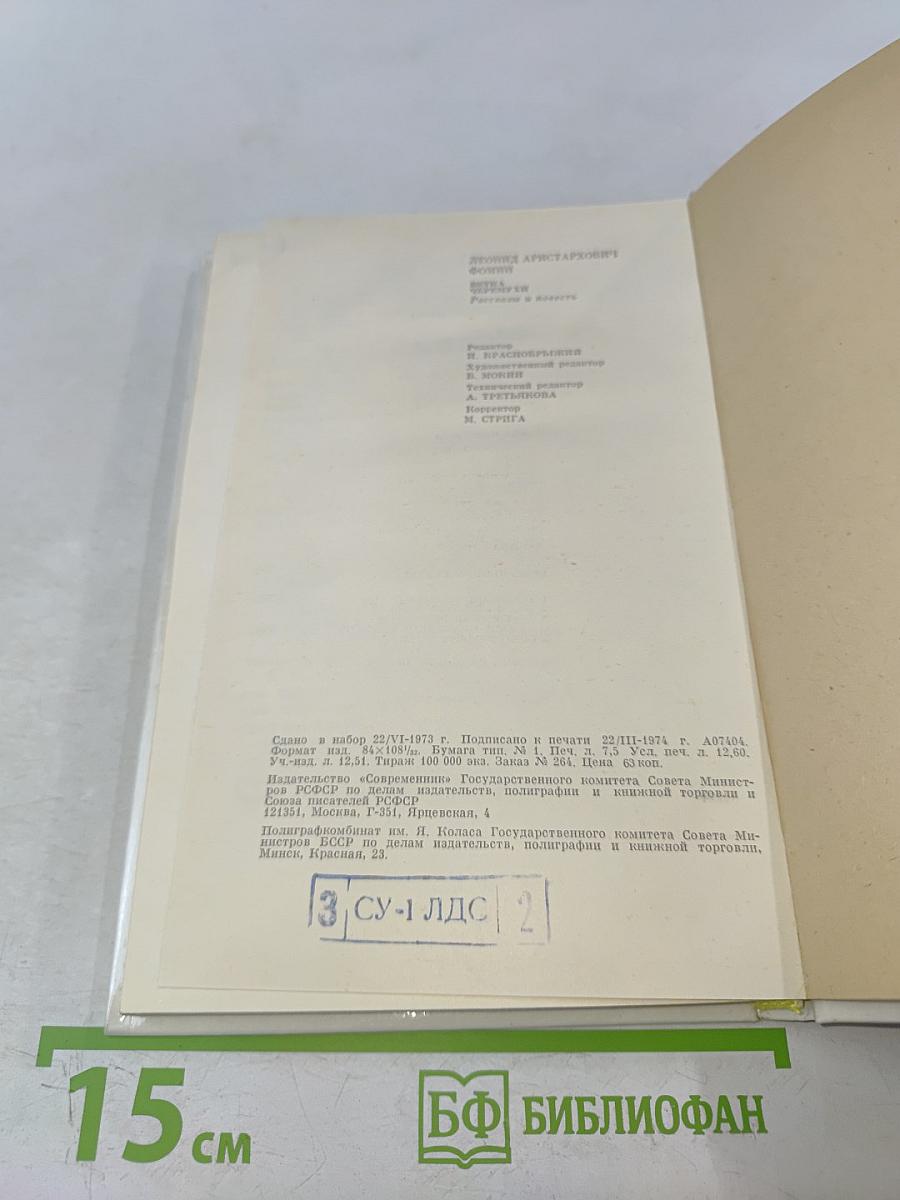 ЛЕОНИД АРИСТАРХОВИЧ
ФОМИН
ВЕТКА
ЧЕРЕМУХИ
Рассказы и повесть
Редактор
И. КРАСНОБРЫЖИЙ
Художественный редактор
В. МОКИН
Технический редактор
А. ТРЕТЬЯКОВА
Корректор
М. СТРИГА
Сдано в набор 22/VI-1973 г. Подписано к печати 22/III-1974 г. А07404.
Формат изд. 84×108¹/₃₂. Бумага тип. № 1. Печ. л. 7,5 Усл. печ. л. 12,60.
Уч.-изд. л. 12,51. Тираж 100 000 экз. Заказ № 264. Цена 63 коп.
Издательство «Современник» Государственного комитета Совета Минист-
ров РСФСР по делам издательств, полиграфии и книжной торговли и
Союза писателей РСФСР
121351, Москва, Г-351, Ярцевская, 4
Полиграфкомбинат им. Я. Коласа Государственного комитета Совета Ми-
нистров БССР по делам издательств, полиграфии и книжной торговли,
Минск, Красная, 23.
3 СУ-1 ЛДС 2
15 см
БФ БИБЛИОФАН